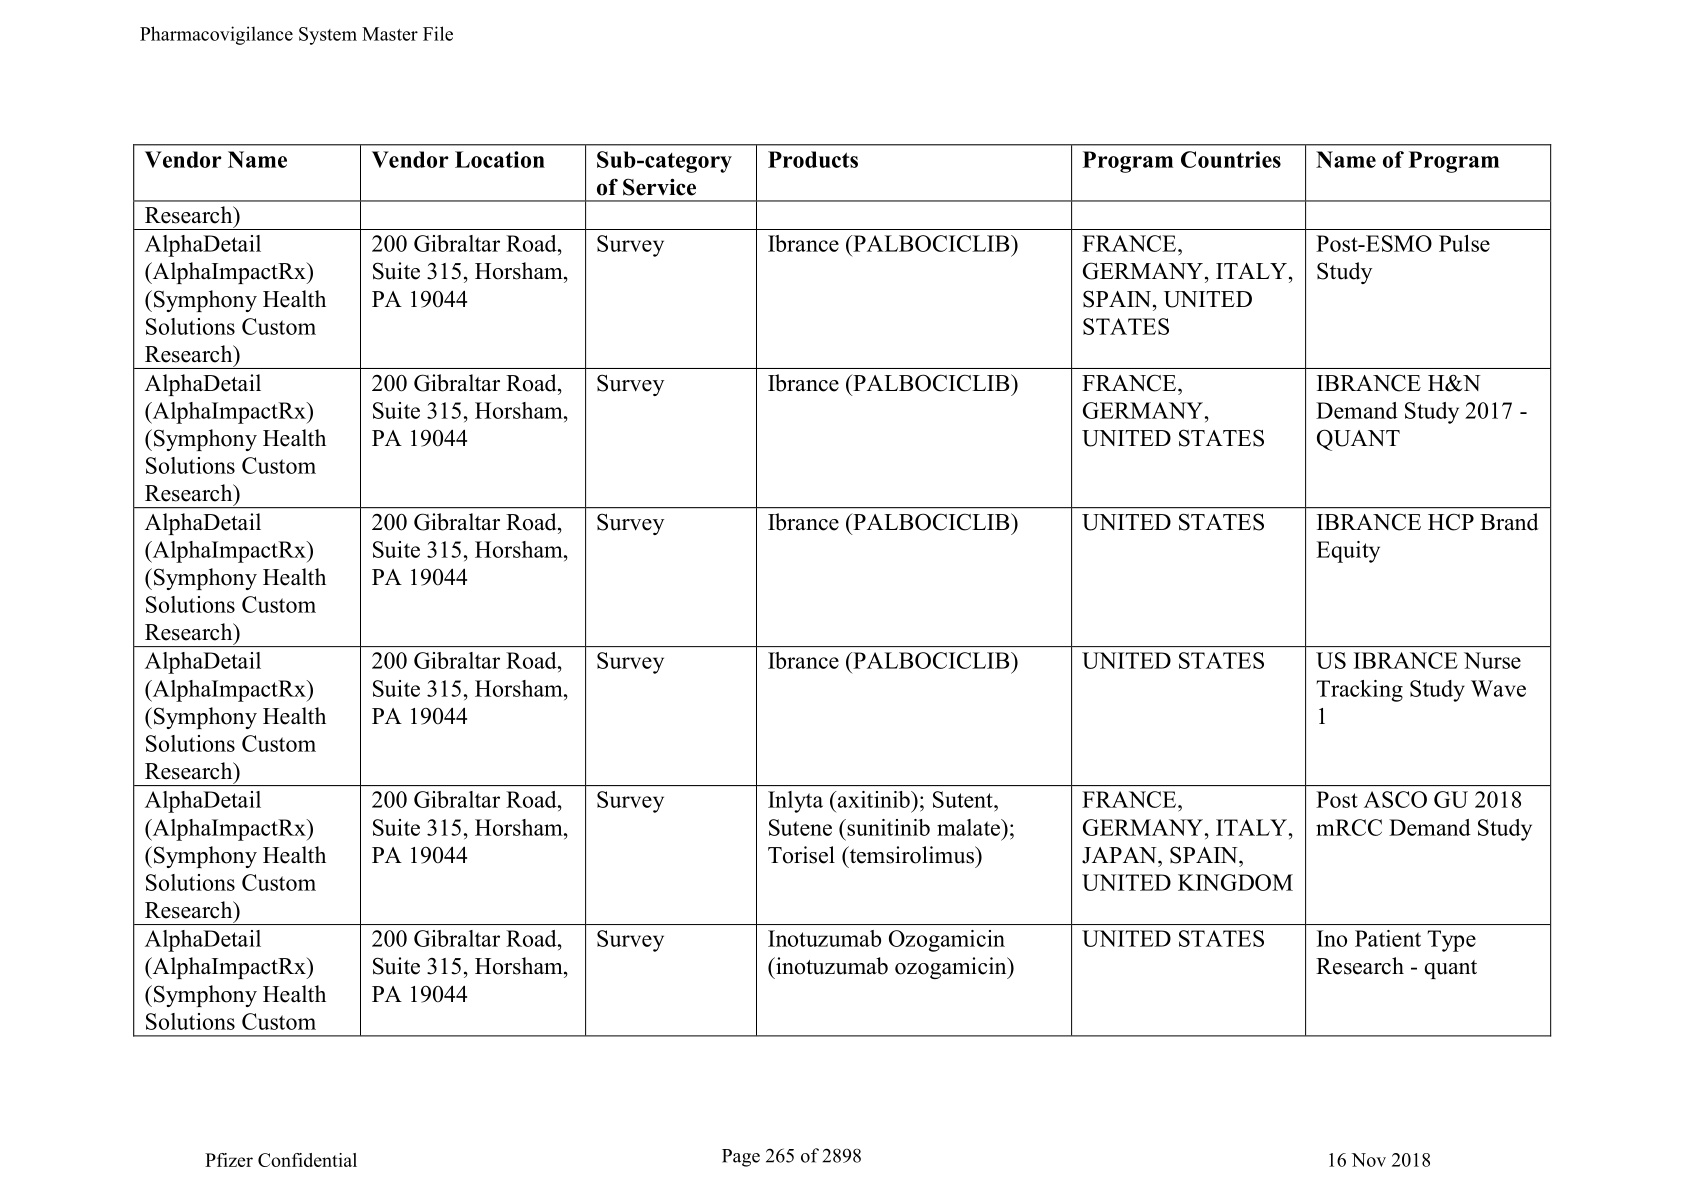 Pharmacovigilance System Master File
Vendor Name
Vendor Location
Sub-category
of Service
Products
Program Countries
Name of Program
Research)
AlphaDetail
(AlphaImpactRx)
(Symphony Health
Solutions Custom
Research)
200 Gibraltar Road,
Suite 315, Horsham,
PA 19044
Survey
Ibrance (PALBOCICLIB)
FRANCE,
GERMANY, ITALY,
SPAIN, UNITED
STATES
Post-ESMO Pulse
Study
AlphaDetail
(AlphaImpactRx)
(Symphony Health
Solutions Custom
Research)
200 Gibraltar Road,
Suite 315, Horsham,
PA 19044
Survey
Ibrance (PALBOCICLIB)
FRANCE,
GERMANY,
UNITED STATES
IBRANCE H&N
Demand Study 2017 -
QUANT
AlphaDetail
(AlphaImpactRx)
(Symphony Health
Solutions Custom
Research)
200 Gibraltar Road,
Suite 315, Horsham,
PA 19044
Survey
Ibrance (PALBOCICLIB)
UNITED STATES
IBRANCE HCP Brand
Equity
AlphaDetail
(AlphaImpactRx)
(Symphony Health
Solutions Custom
Research)
200 Gibraltar Road,
Suite 315, Horsham,
PA 19044
Survey
Ibrance (PALBOCICLIB)
UNITED STATES
US IBRANCE Nurse
Tracking Study Wave
1
AlphaDetail
(AlphaImpactRx)
(Symphony Health
Solutions Custom
Research)
200 Gibraltar Road,
Suite 315, Horsham,
PA 19044
Survey
Inlyta (axitinib); Sutent,
Sutene (sunitinib malate);
Torisel (temsirolimus)
FRANCE,
GERMANY, ITALY,
JAPAN, SPAIN,
UNITED KINGDOM
Post ASCO GU 2018
mRCC Demand Study
AlphaDetail
(AlphaImpactRx)
(Symphony Health
Solutions Custom
200 Gibraltar Road,
Suite 315, Horsham,
PA 19044
Survey
Inotuzumab Ozogamicin
(inotuzumab ozogamicin)
UNITED STATES
Ino Patient Type
Research - quant
Pfizer Confidential
Page 265 of 2898
16 Nov 2018